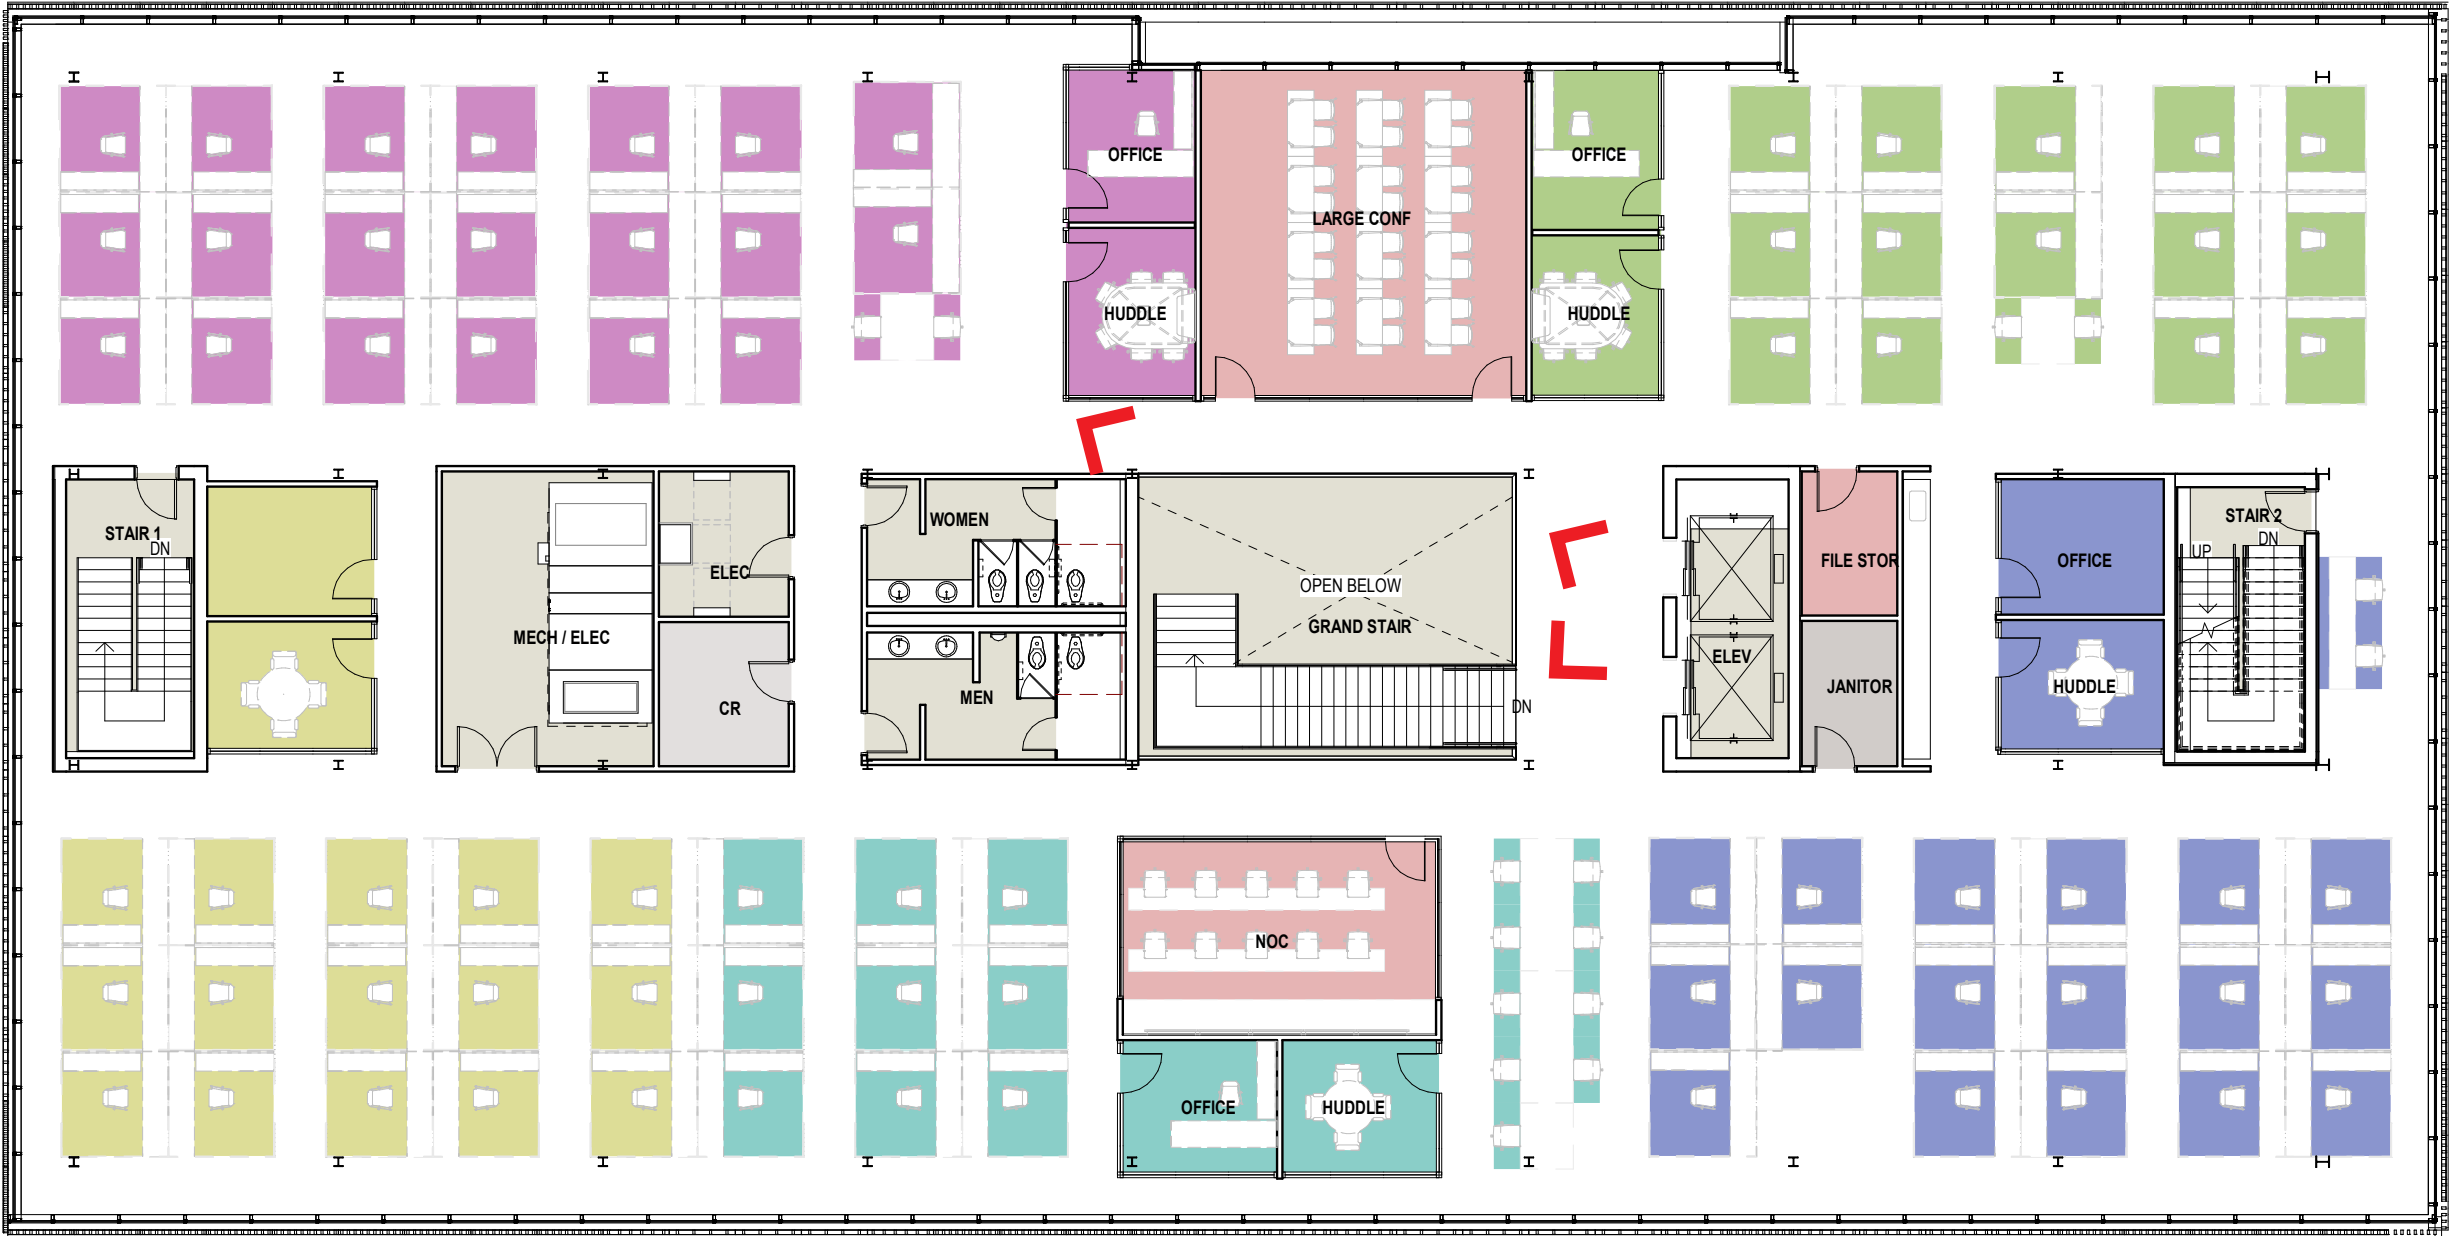 OFFICE
OFFICE
LARGE CONF
HUDDLE
HUDDLE
STAIR 1
DN
WOMEN
ELEC
MECH / ELEC
CR
MEN
OPEN BELOW
GRAND STAIR
DN
ELEV
FILE STOR
JANITOR
OFFICE
HUDDLE
STAIR 2
UP
DN
NOC
OFFICE
HUDDLE